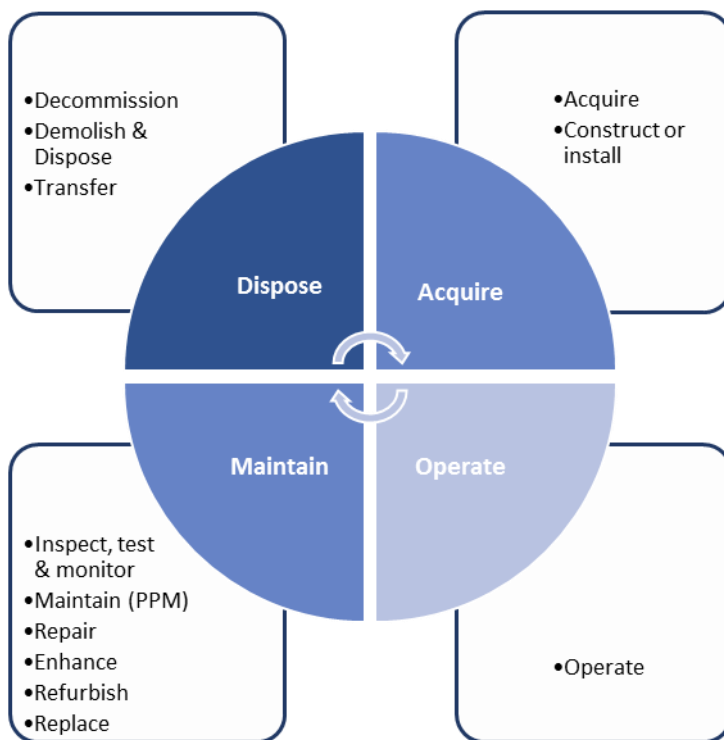 •Decommission
•Demolish &
Dispose
•Transfer
•Acquire
•Construct or
install
Dispose
Acquire
Maintain
Operate
•Inspect, test
& monitor
•Maintain (PPM)
•Repair
•Enhance
•Refurbish
•Replace
•Operate